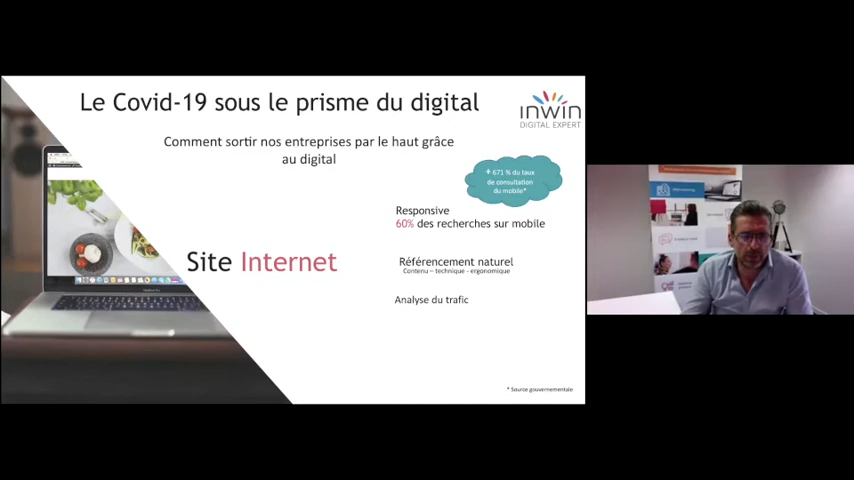 Le Covid-19 sous le prisme du digital
inwin
DIGITAL EXPERT
Comment sortir nos entreprises par le haut grâce
au digital
+ 671 % du taux
de consultation
du mobile*
Responsive
60% des recherches sur mobile
Site Internet
Référencement naturel
Contenu – technique - ergonomique
Analyse du trafic
* Source gouvernementale